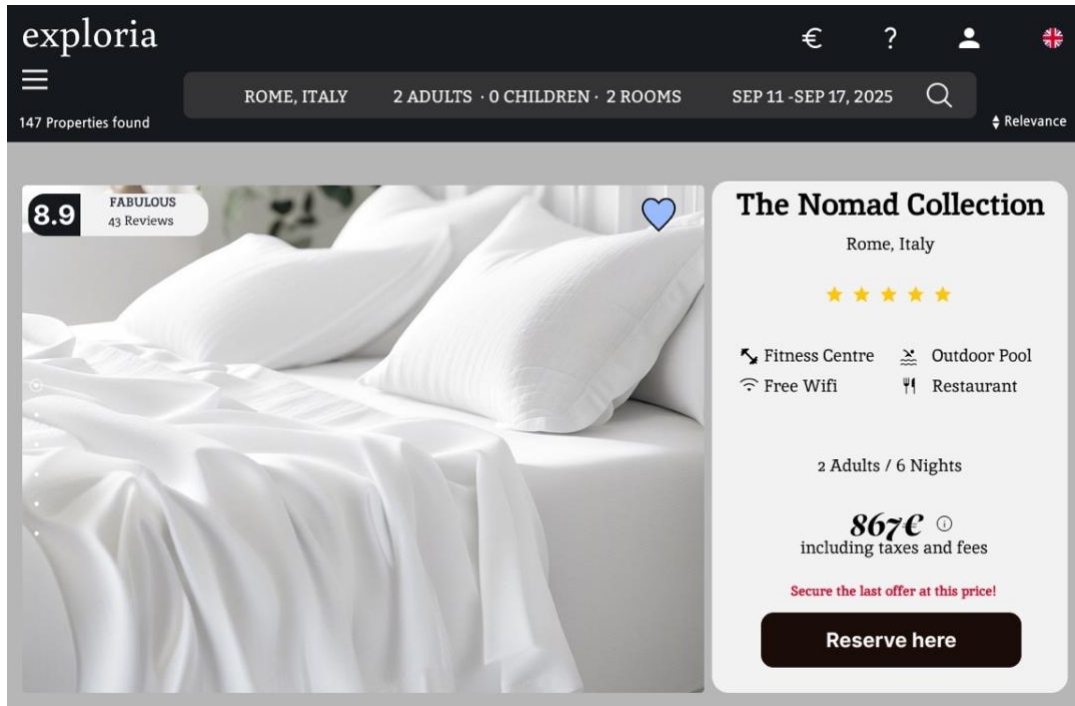 exploria
€ ?
ROME, ITALY 2 ADULTS · 0 CHILDREN · 2 ROOMS SEP 11 -SEP 17, 2025
147 Properties found
Relevance
8.9
FABULOUS
43 Reviews
The Nomad Collection
Rome, Italy
Fitness Centre Outdoor Pool
Free Wifi Restaurant
2 Adults / 6 Nights
867€
including taxes and fees
Secure the last offer at this price!
Reserve here